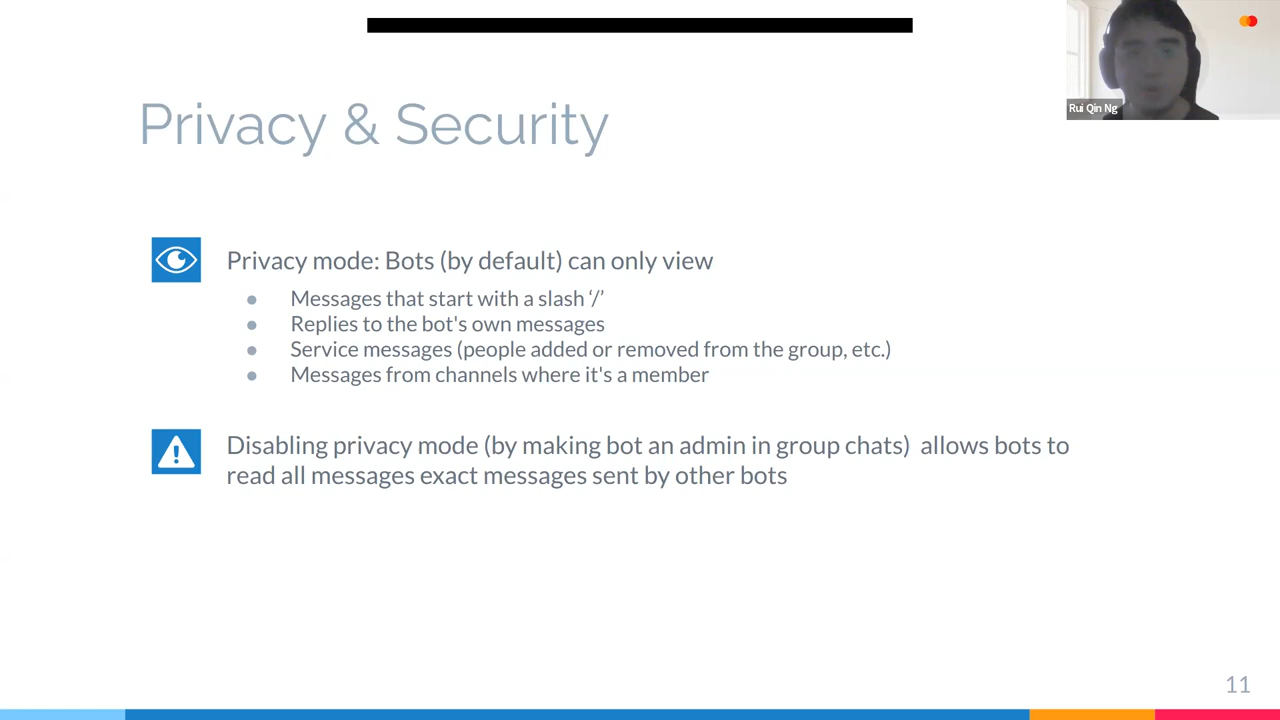 Rui Qin Ng
Privacy & Security
Privacy mode: Bots (by default) can only view
● Messages that start with a slash ‘/’
● Replies to the bot's own messages
● Service messages (people added or removed from the group, etc.)
● Messages from channels where it's a member
Disabling privacy mode (by making bot an admin in group chats) allows bots to
read all messages exact messages sent by other bots
11